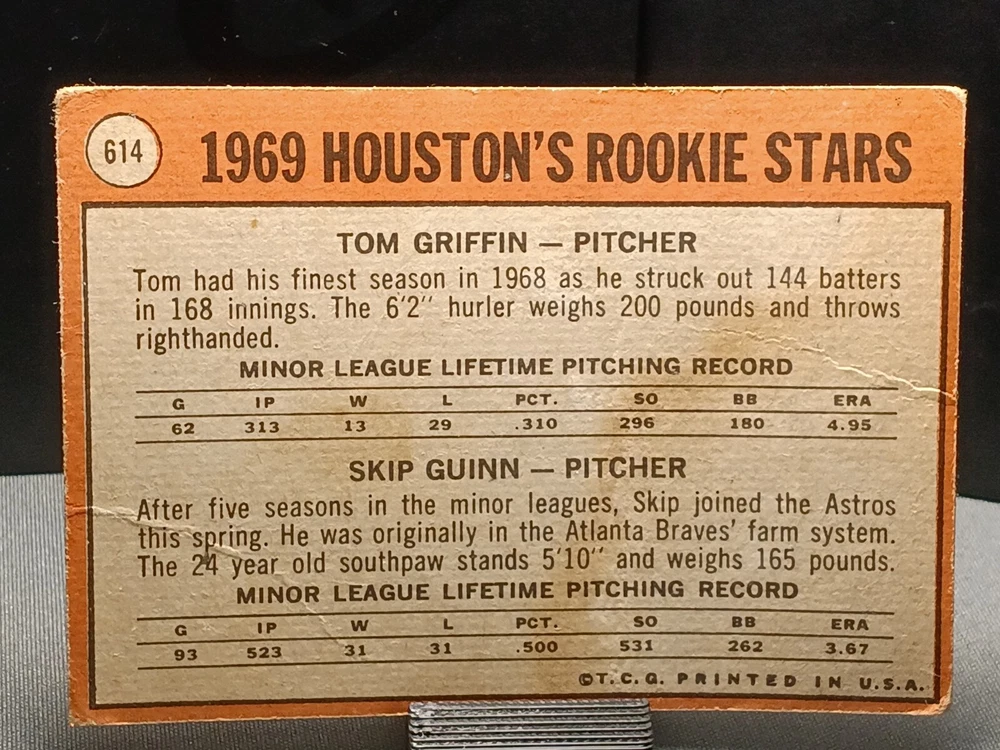 614
1969 HOUSTON'S ROOKIE STARS
TOM GRIFFIN — PITCHER
Tom had his finest season in 1968 as he struck out 144 batters
in 168 innings. The 6'2'' hurler weighs 200 pounds and throws
righthanded.
MINOR LEAGUE LIFETIME PITCHING RECORD
G IP W L PCT. SO BB ERA
62 313 13 29 .310 296 180 4.95
SKIP GUINN — PITCHER
After five seasons in the minor leagues, Skip joined the Astros
this spring. He was originally in the Atlanta Braves' farm system.
The 24 year old southpaw stands 5'10'' and weighs 165 pounds.
MINOR LEAGUE LIFETIME PITCHING RECORD
G IP W L PCT. SO BB ERA
93 523 31 31 .500 531 262 3.67
©T.C.G. PRINTED IN U.S.A.